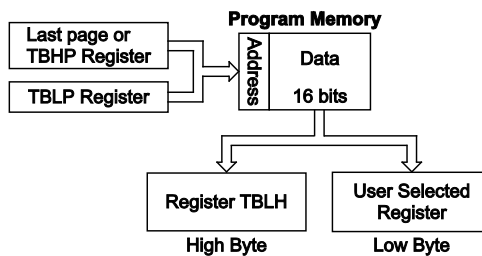 Program Memory
Last page or
TBHP Register
TBLP Register
Address
Data
16 bits
Register TBLH
High Byte
User Selected
Register
Low Byte